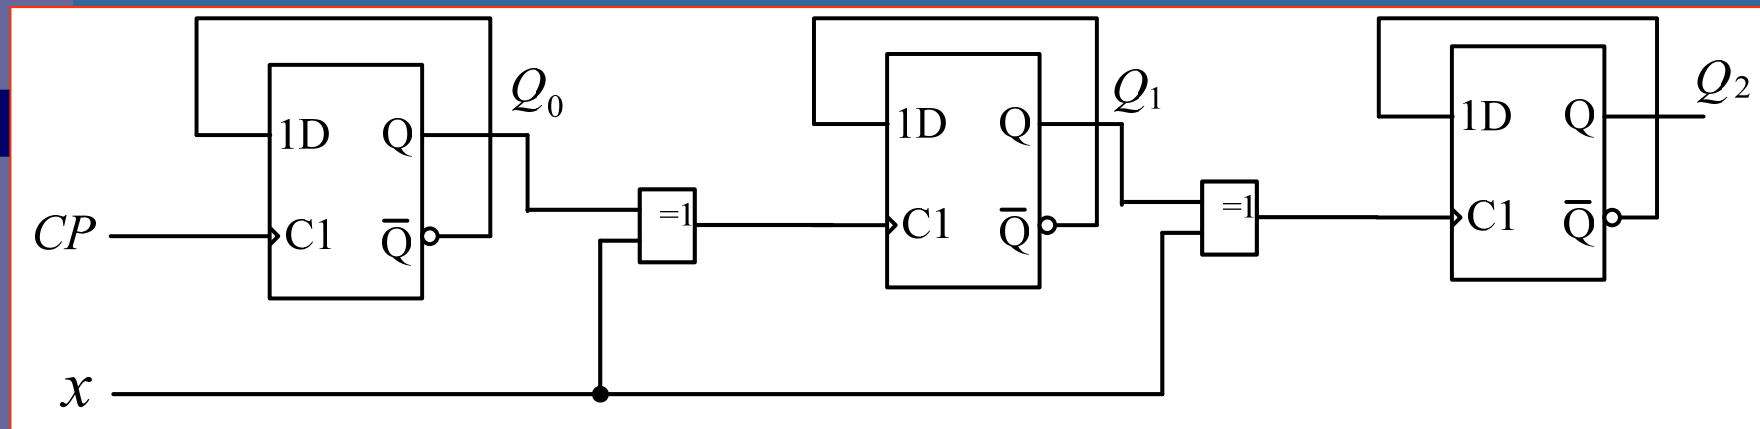 Q₀
1D Q
CP
C1 Q̅
=1
Q₁
1D Q
C1 Q̅
=1
Q₂
1D Q
C1 Q̅
x